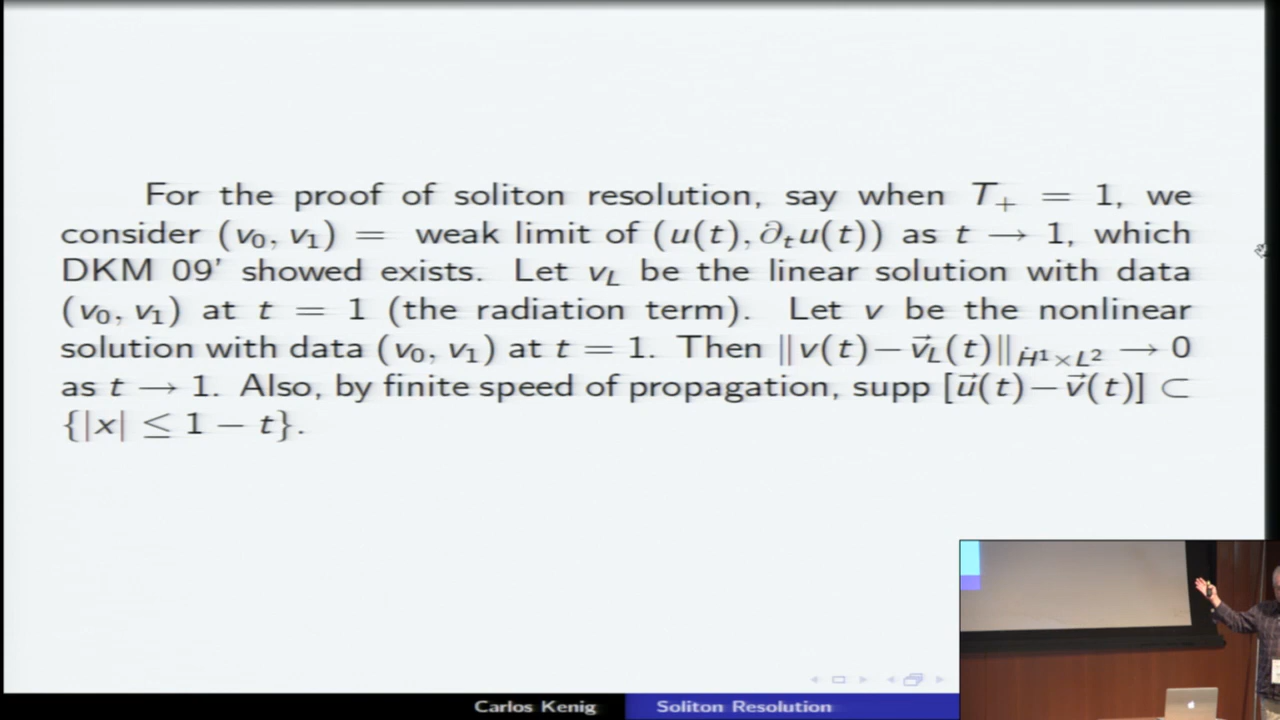 For the proof of soliton resolution, say when T₊ = 1, we
consider (v₀, v₁) = weak limit of (u(t), ∂ₜu(t)) as t → 1, which
DKM 09' showed exists. Let v_L be the linear solution with data
(v₀, v₁) at t = 1 (the radiation term). Let v be the nonlinear
solution with data (v₀, v₁) at t = 1. Then ‖v(t) − v⃗_L(t)‖_{Ḣ¹×L²} → 0
as t → 1. Also, by finite speed of propagation, supp [u⃗(t) − v⃗(t)] ⊂
{|x| ≤ 1 − t}.
Carlos Kenig Soliton Resolution